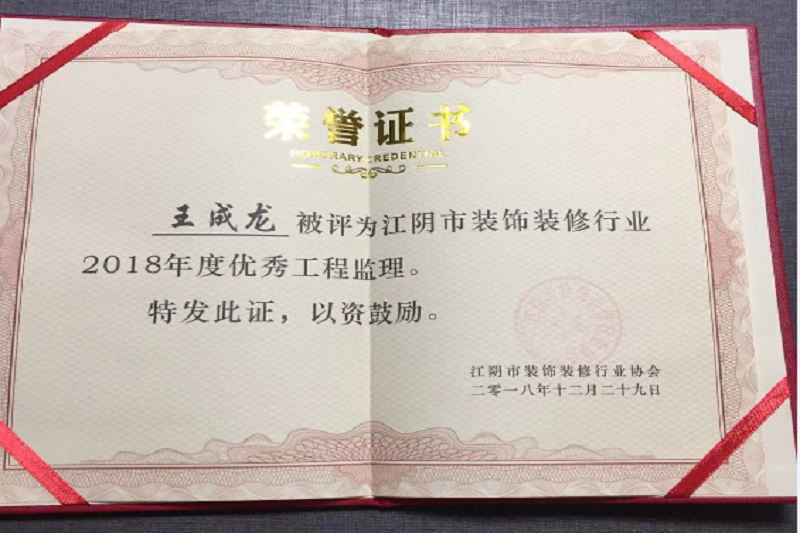 荣誉证书
HONORARY CREDENTIAL
王成龙 被评为江阴市装饰装修行业
2018年度优秀工程监理。
特发此证，以资鼓励。
江阴市装饰装修行业协会
二零一八年十二月二十九日